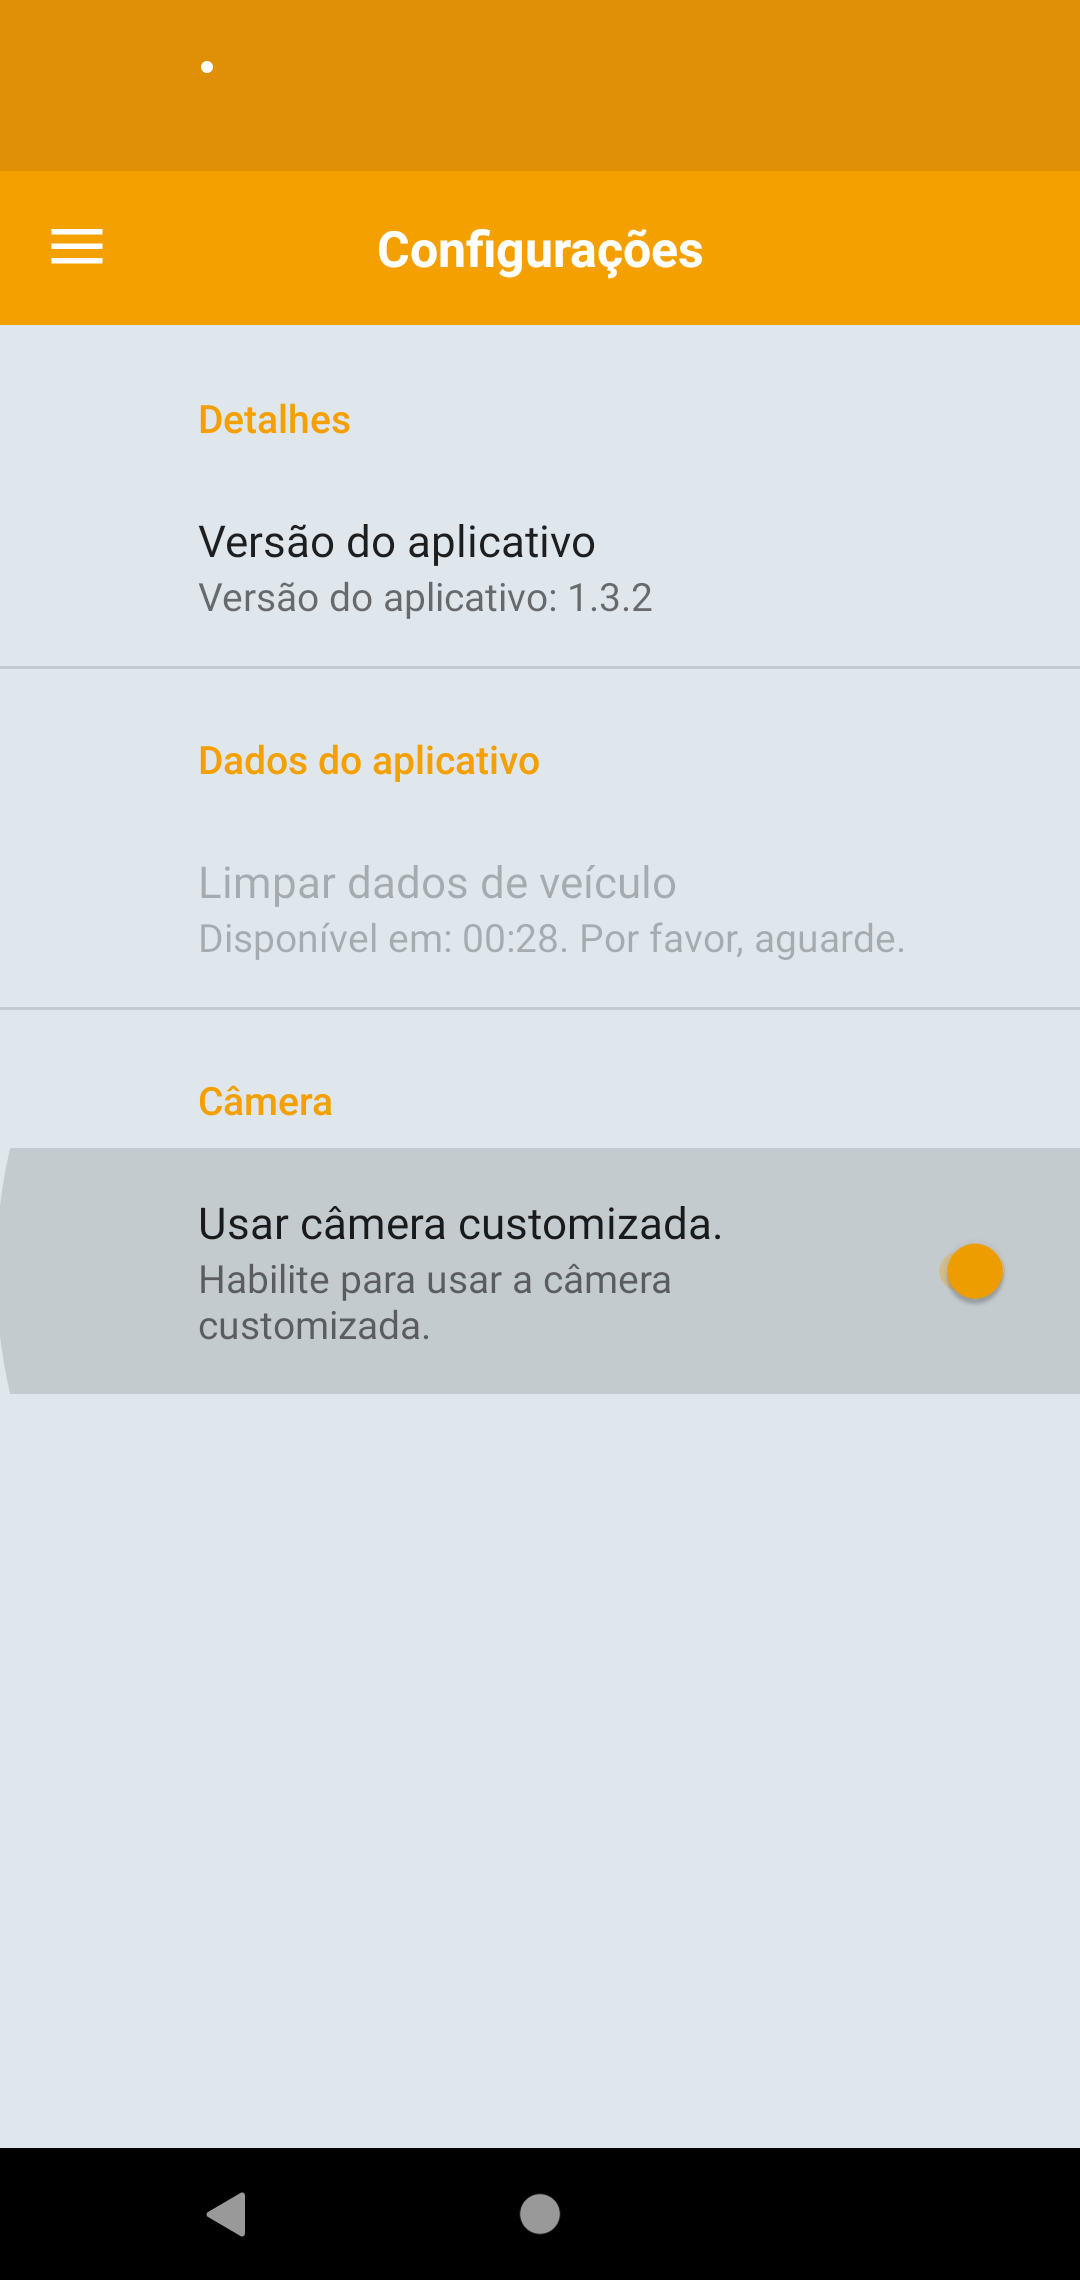 Configurações
Detalhes
Versão do aplicativo
Versão do aplicativo: 1.3.2
Dados do aplicativo
Limpar dados de veículo
Disponível em: 00:28. Por favor, aguarde.
Câmera
Usar câmera customizada.
Habilite para usar a câmera
customizada.